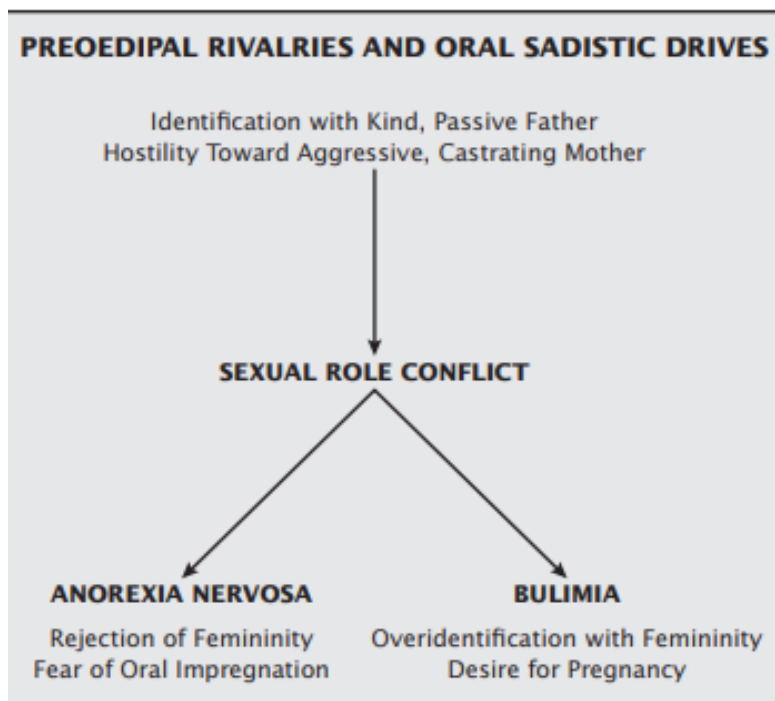 PREOEDIPAL RIVALRIES AND ORAL SADISTIC DRIVES
Identification with Kind, Passive Father
Hostility Toward Aggressive, Castrating Mother
SEXUAL ROLE CONFLICT
ANOREXIA NERVOSA
Rejection of Femininity
Fear of Oral Impregnation
BULIMIA
Overidentification with Femininity
Desire for Pregnancy